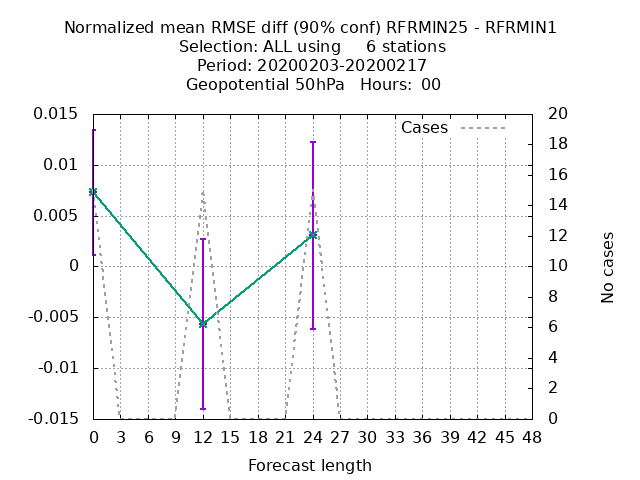 Normalized mean RMSE diff (90% conf) RFRMIN25 - RFRMIN1
Selection: ALL using     6 stations
Period: 20200203-20200217
Geopotential 50hPa   Hours:  00
Cases
0.015
0.01
0.005
0
-0.005
-0.01
-0.015
20
18
16
14
12
10
8
6
4
2
0
No cases
0 3 6 9 12 15 18 21 24 27 30 33 36 39 42 45 48
Forecast length